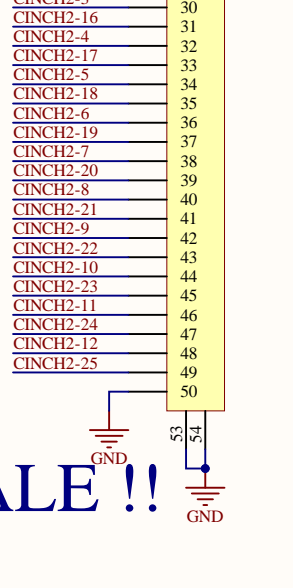 30
CINCH2-16 31
CINCH2-4 32
CINCH2-17 33
CINCH2-5 34
CINCH2-18 35
CINCH2-6 36
CINCH2-19 37
CINCH2-7 38
CINCH2-20 39
CINCH2-8 40
CINCH2-21 41
CINCH2-9 42
CINCH2-22 43
CINCH2-10 44
CINCH2-23 45
CINCH2-11 46
CINCH2-24 47
CINCH2-12 48
CINCH2-25 49
50
53 54
GND
ALE !!
GND